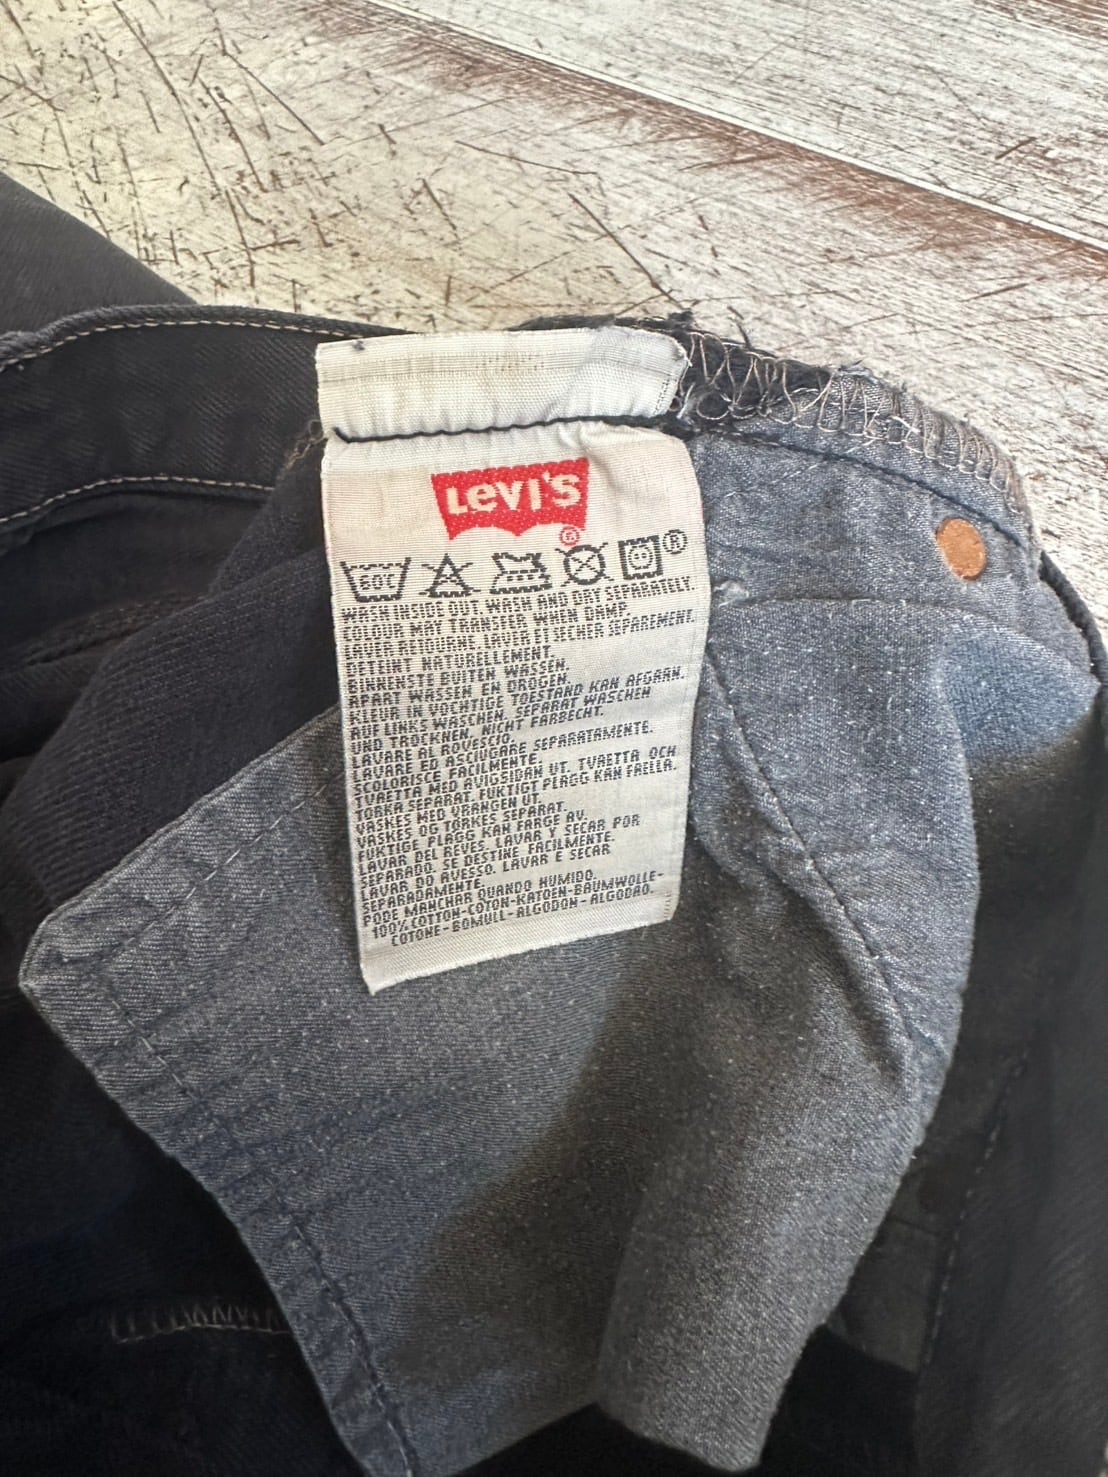 LEVI'S
®
60C ®
WASH INSIDE OUT, WASH AND DRY SEPARATELY.
COLOUR MAY TRANSFER WHEN DAMP.
LAVER RETOURNE, LAVER ET SECHER SEPAREMENT.
DETEINT NATURELLEMENT.
BINNENSTE BUITEN WASSEN.
APART WASSEN EN DROGEN.
KLEUR IN VOCHTIGE TOESTAND KAN AFGARN.
AUF LINKS WASCHEN, SEPARAT WASCHEN
UND TROCKNEN, NICHT FARBECHT.
LAVARE AL ROVESCIO.
LAVARE ED ASCIUGARE SEPARATAMENTE.
SCOLORISCE FACILMENTE.
TVAETTA MED AVIGSIDAN UT. TVAETTA OCH
TORKA SEPARAT. FUKTIGT PLAGG KAN FAELLA.
VASKES MED VRANGEN UT.
VASKES OG TORKES SEPARAT.
FUKTIGE PLAGG KAN FARGE AV.
LAVAR DEL REVES, LAVAR Y SECAR POR
SEPARADO. SE DESTINE FACILMENTE.
LAVAR DO AVESSO. LAVAR E SECAR
SEPARADAMENTE.
PODE MANCHAR QUANDO HUMIDO.
100% COTTON-COTON-KATOEN-BAUMWOLLE-
COTONE-BOMULL-ALGODON-ALGODAO.